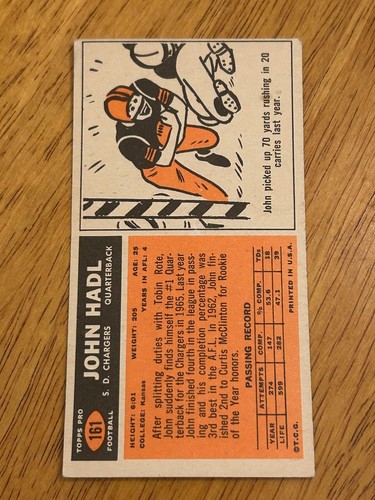 TOPPS PRO
161
FOOTBALL
JOHN HADL
S. D. CHARGERS QUARTERBACK
HEIGHT: 6:01 WEIGHT: 205 AGE: 25
COLLEGE: Kansas YEARS IN AFL: 4
After splitting duties with Tobin Rote,
John suddenly finds himself the #1 Quar-
terback for the Chargers in 1965. Last year
John finished fourth in the league in pass-
ing and his completion percentage was
3rd best in the A.F.L. In 1962, John fin-
ished 2nd to Curtis McClinton for Rookie
of the Year honors.
PASSING RECORD
ATTEMPTS COMP. % COMP. TDs
YEAR 274 147 53.6 18
LIFE 599 282 47.1 39
©T.C.G. PRINTED IN U.S.A.
John picked up 70 yards rushing in 20
carries last year.